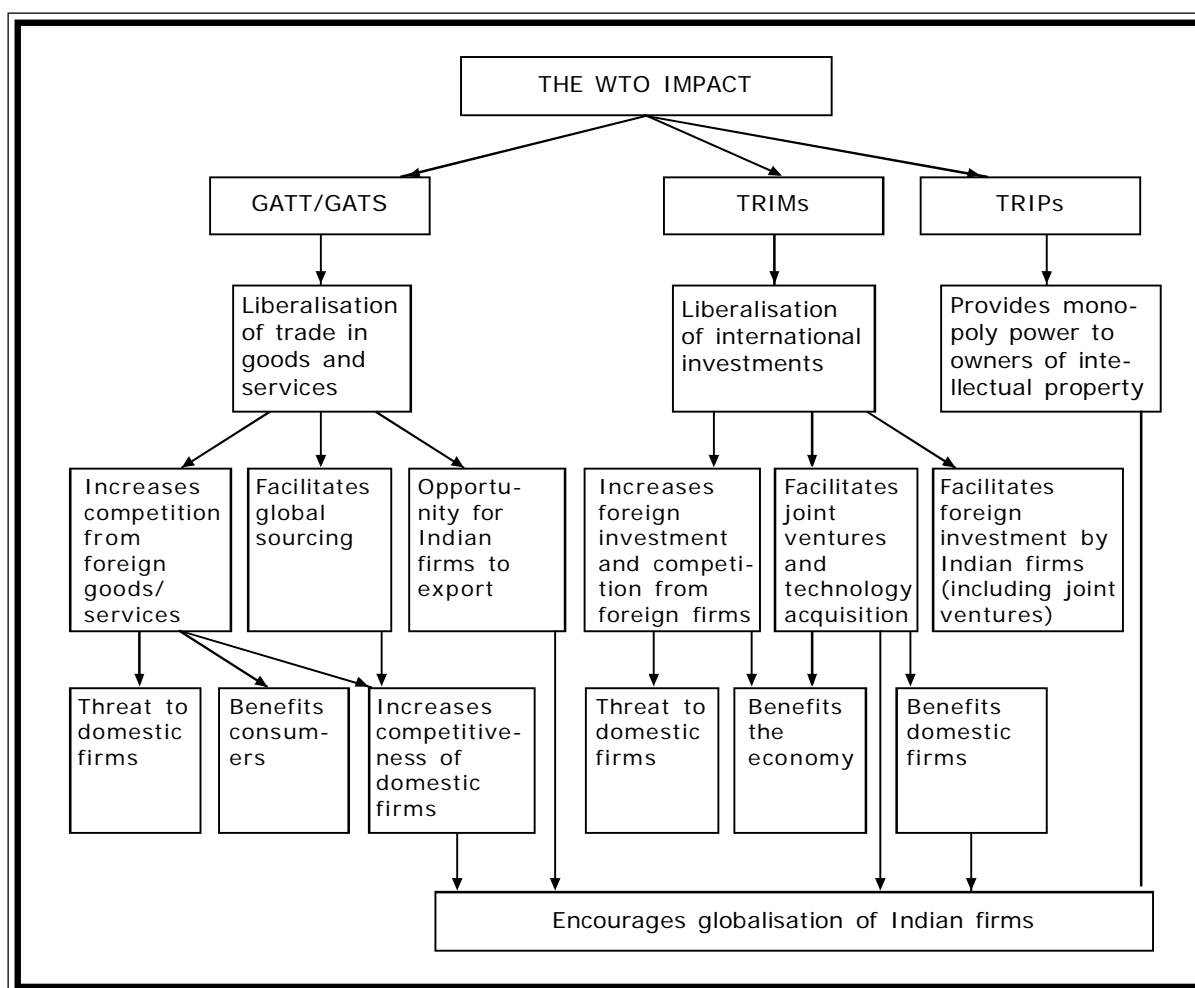 THE WTO IMPACT
GATT/GATS
TRIMs
TRIPs
Liberalisation
of trade in
goods and
services
Liberalisation
of international
investments
Provides mono-
poly power to
owners of inte-
llectual property
Increases
competition
from
foreign
goods/
services
Facilitates
global
sourcing
Opportu-
nity for
Indian
firms to
export
Increases
foreign
investment
and competi-
tion from
foreign firms
Facilitates
joint
ventures
and
technology
acquisition
Facilitates
foreign
investment by
Indian firms
(including joint
ventures)
Threat to
domestic
firms
Benefits
consum-
ers
Increases
competitive-
ness of
domestic
firms
Threat to
domestic
firms
Benefits
the
economy
Benefits
domestic
firms
Encourages globalisation of Indian firms